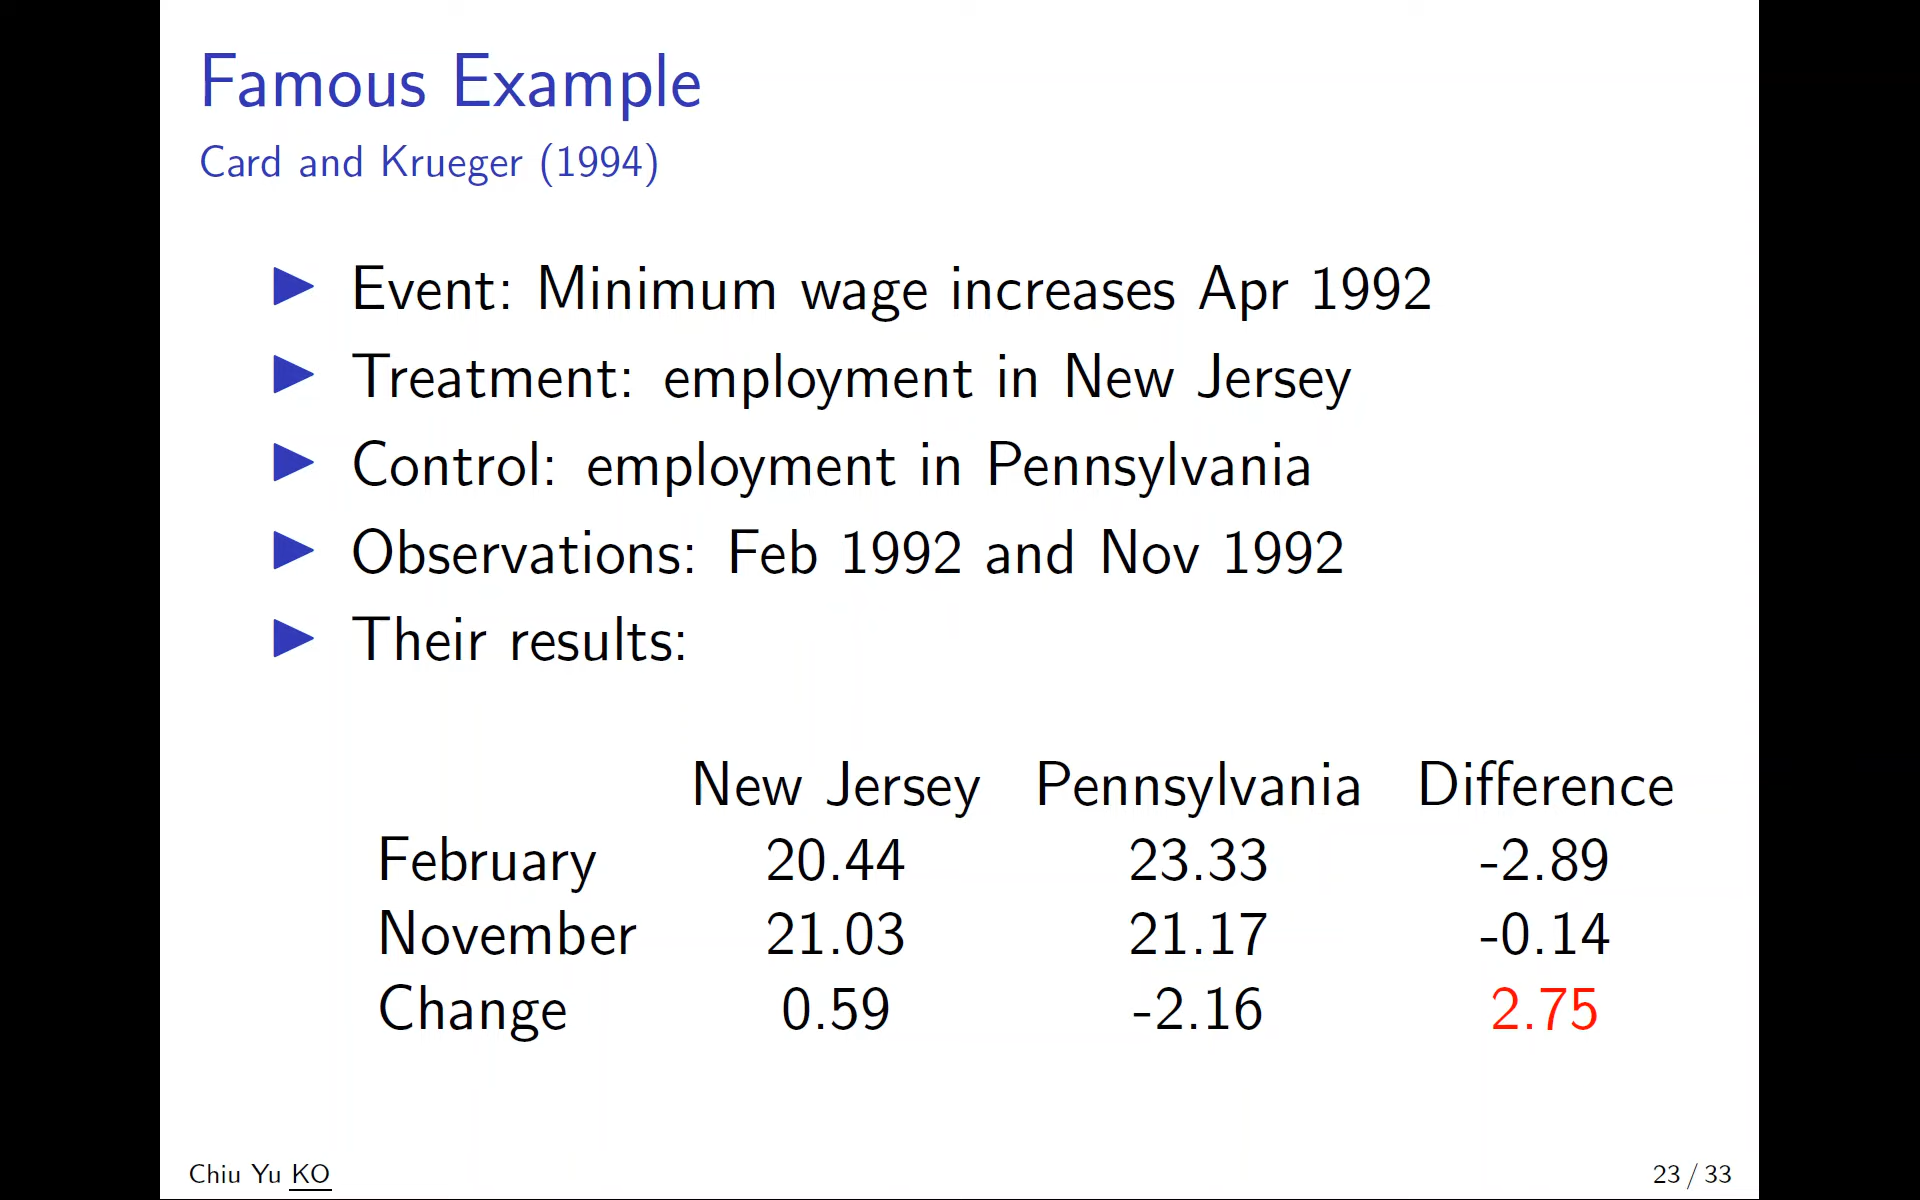 Famous Example
Card and Krueger (1994)
Event: Minimum wage increases Apr 1992
Treatment: employment in New Jersey
Control: employment in Pennsylvania
Observations: Feb 1992 and Nov 1992
Their results:
New Jersey Pennsylvania Difference
February 20.44 23.33 -2.89
November 21.03 21.17 -0.14
Change 0.59 -2.16 2.75
Chiu Yu KO 23 / 33